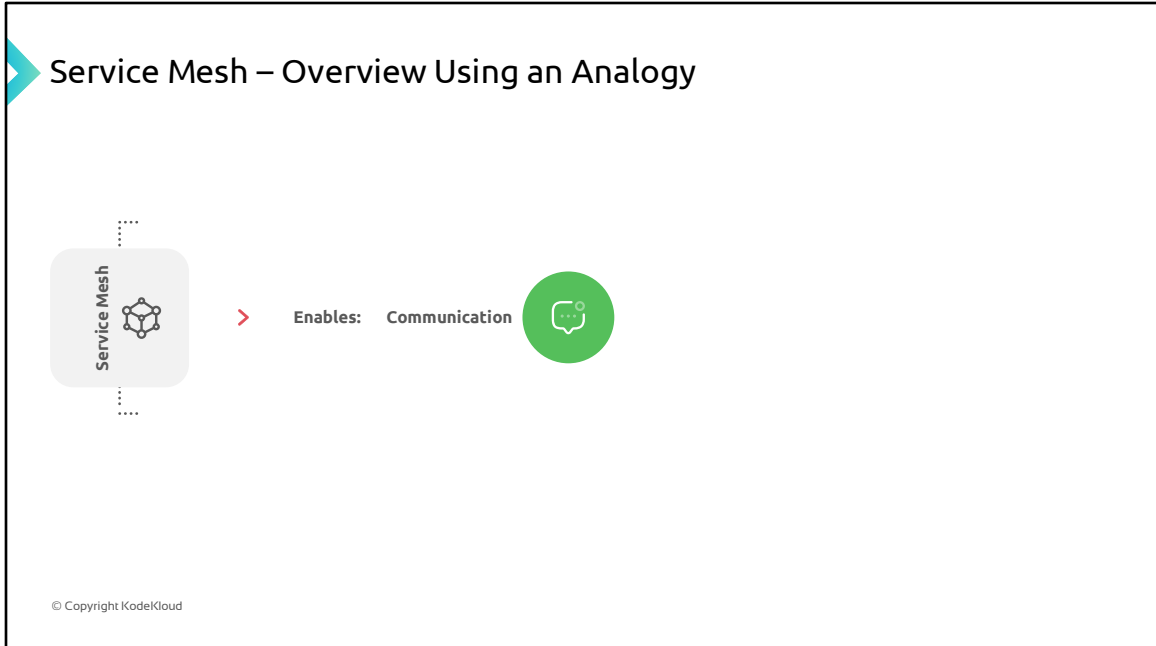 Service Mesh – Overview Using an Analogy
Service Mesh
Enables: Communication
© Copyright KodeKloud